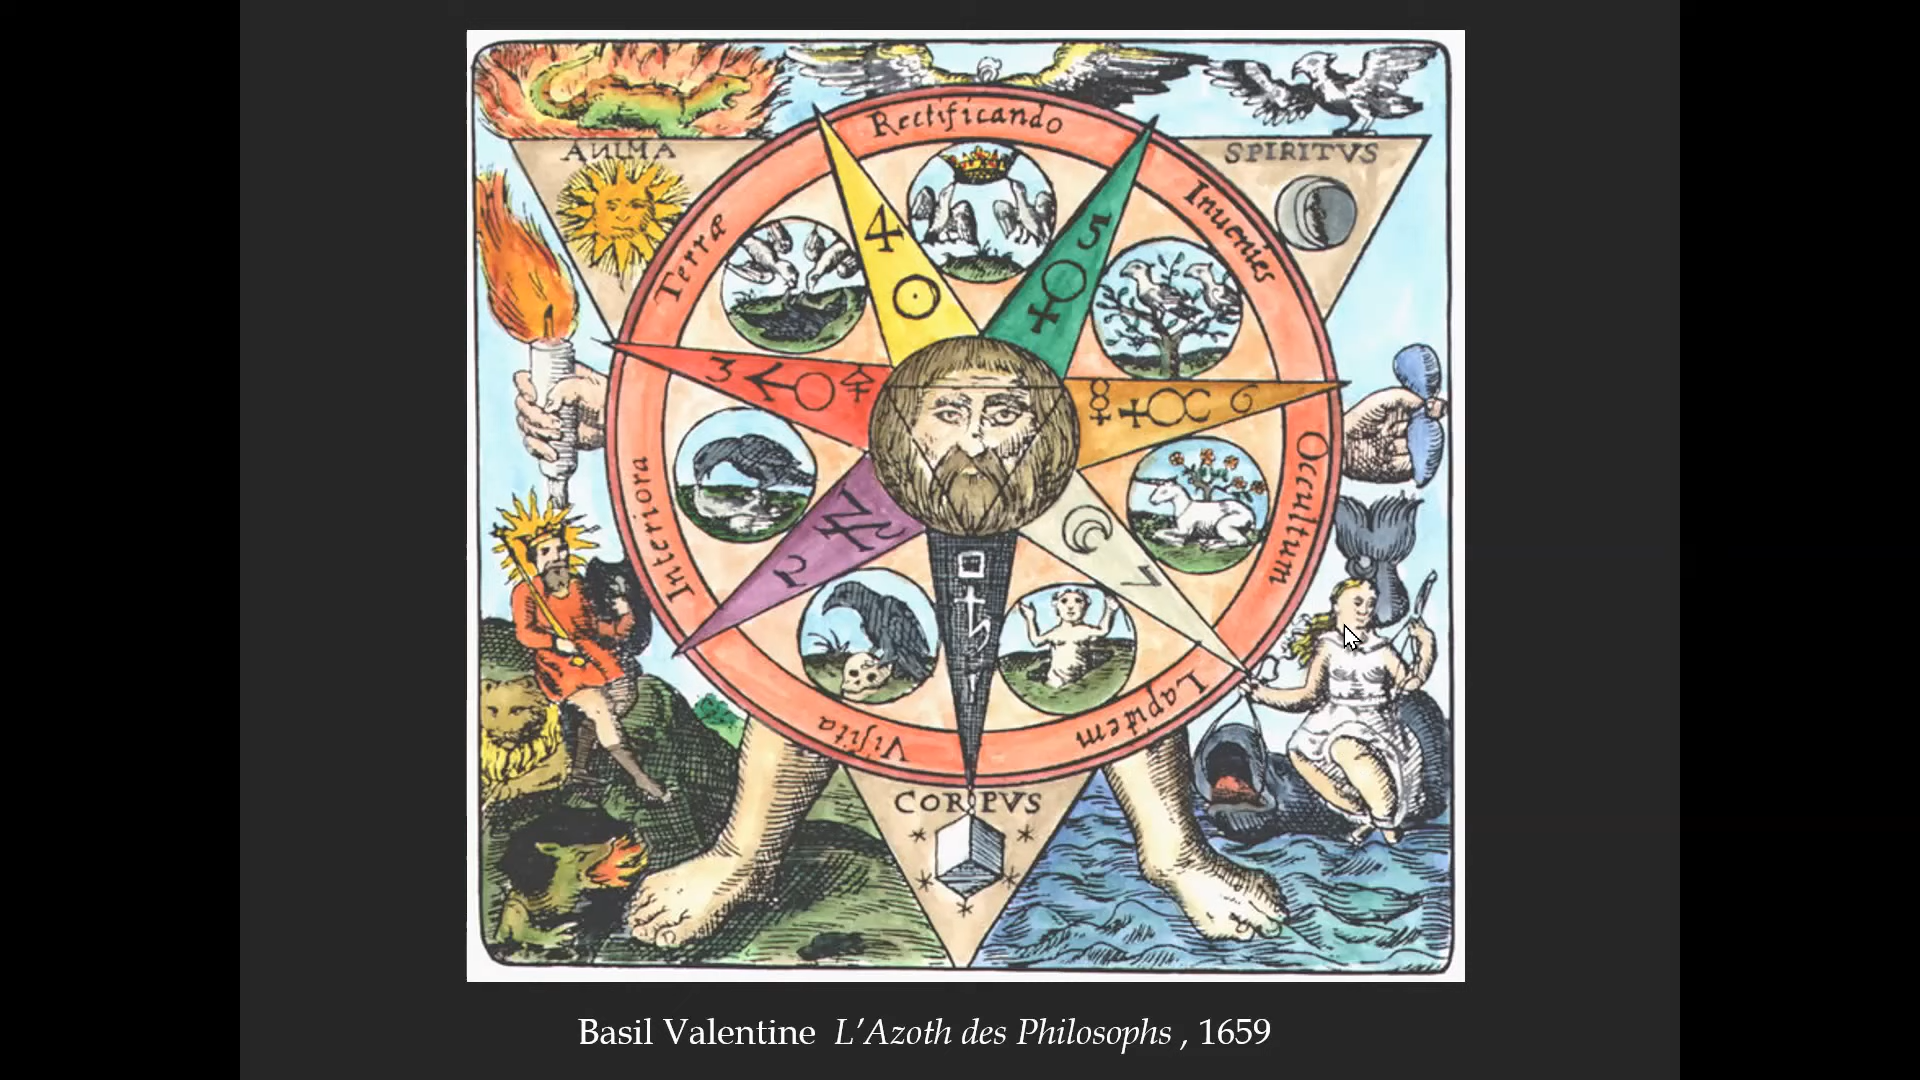 Rectificando
ANIMA
SPIRITVS
Inuenies
Terræ
4
5
3
6
Occultum
Interiora
2
7
1
Lapidem
Visita
CORPVS
Basil Valentine L'Azoth des Philosophs , 1659